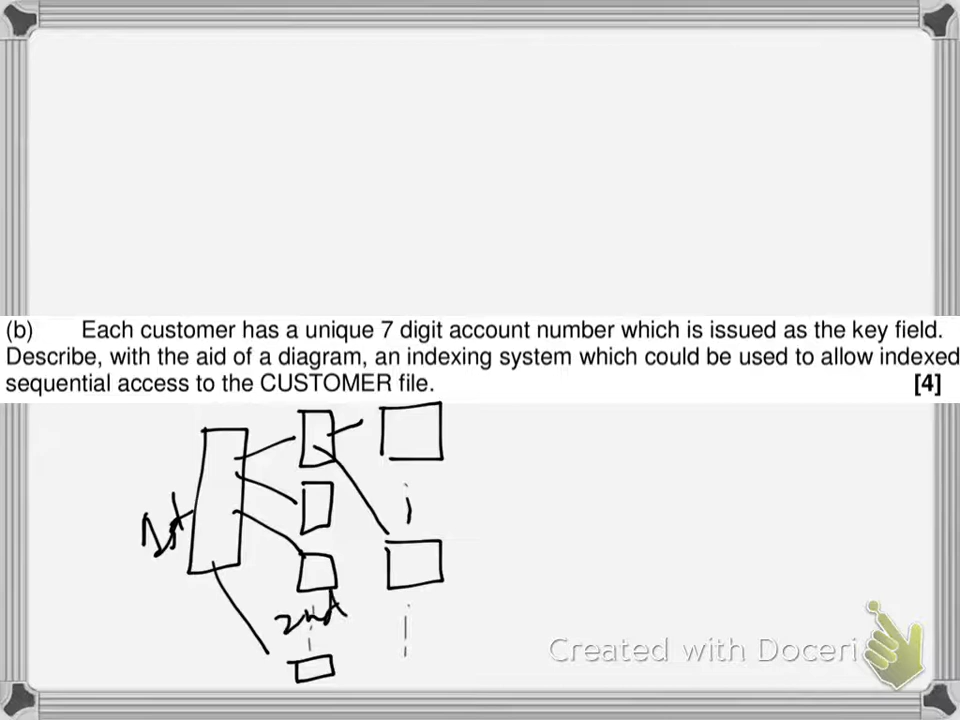 (b) Each customer has a unique 7 digit account number which is issued as the key field.
Describe, with the aid of a diagram, an indexing system which could be used to allow indexed
sequential access to the CUSTOMER file. [4]
1st
2nd
Created with Doceri